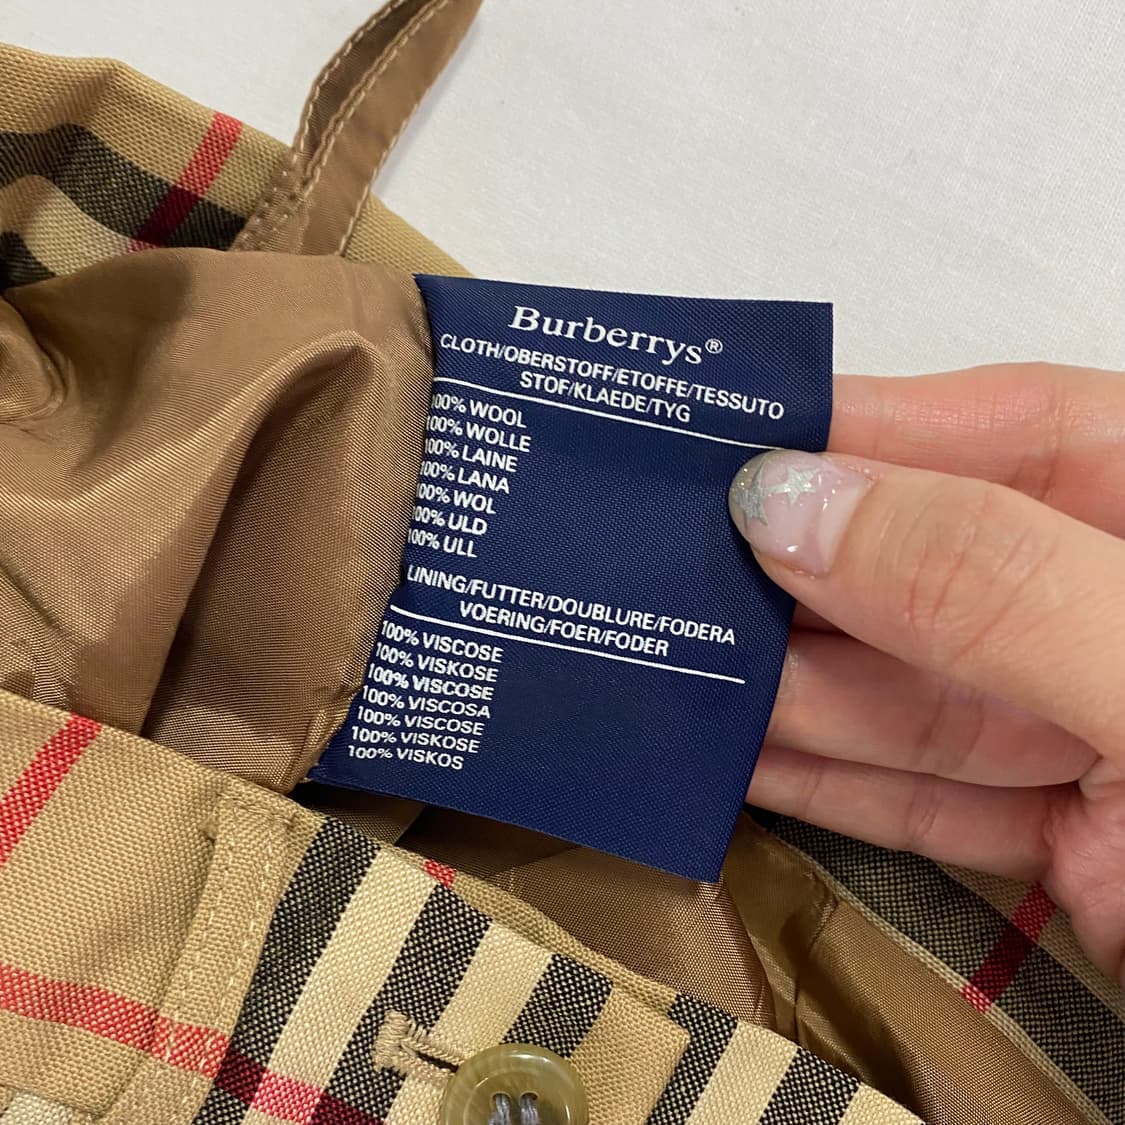 Burberrys®
CLOTH/OBERSTOFF/ETOFFE/TESSUTO
STOF/KLAEDE/TYG
100% WOOL
100% WOLLE
100% LAINE
100% LANA
100% WOL
100% ULD
100% ULL
LINING/FUTTER/DOUBLURE/FODERA
VOERING/FOER/FODER
100% VISCOSE
100% VISKOSE
100% VISCOSE
100% VISCOSA
100% VISCOSE
100% VISKOSE
100% VISKOS